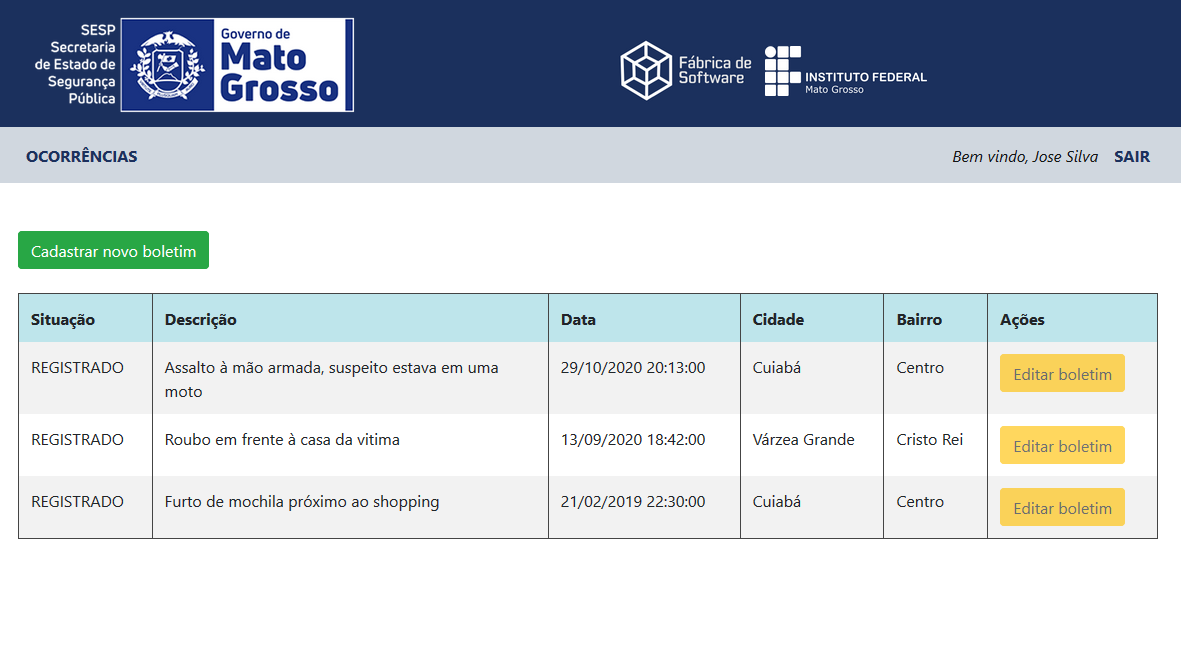 SESP
Secretaria
de Estado de
Segurança
Pública
Governo de
Mato
Grosso
Fábrica de
Software
INSTITUTO FEDERAL
Mato Grosso
OCORRÊNCIAS
Bem vindo, Jose Silva SAIR
Cadastrar novo boletim
Situação Descrição Data Cidade Bairro Ações
REGISTRADO Assalto à mão armada, suspeito estava em uma 29/10/2020 20:13:00 Cuiabá Centro Editar boletim
moto
REGISTRADO Roubo em frente à casa da vitima 13/09/2020 18:42:00 Várzea Grande Cristo Rei Editar boletim
REGISTRADO Furto de mochila próximo ao shopping 21/02/2019 22:30:00 Cuiabá Centro Editar boletim